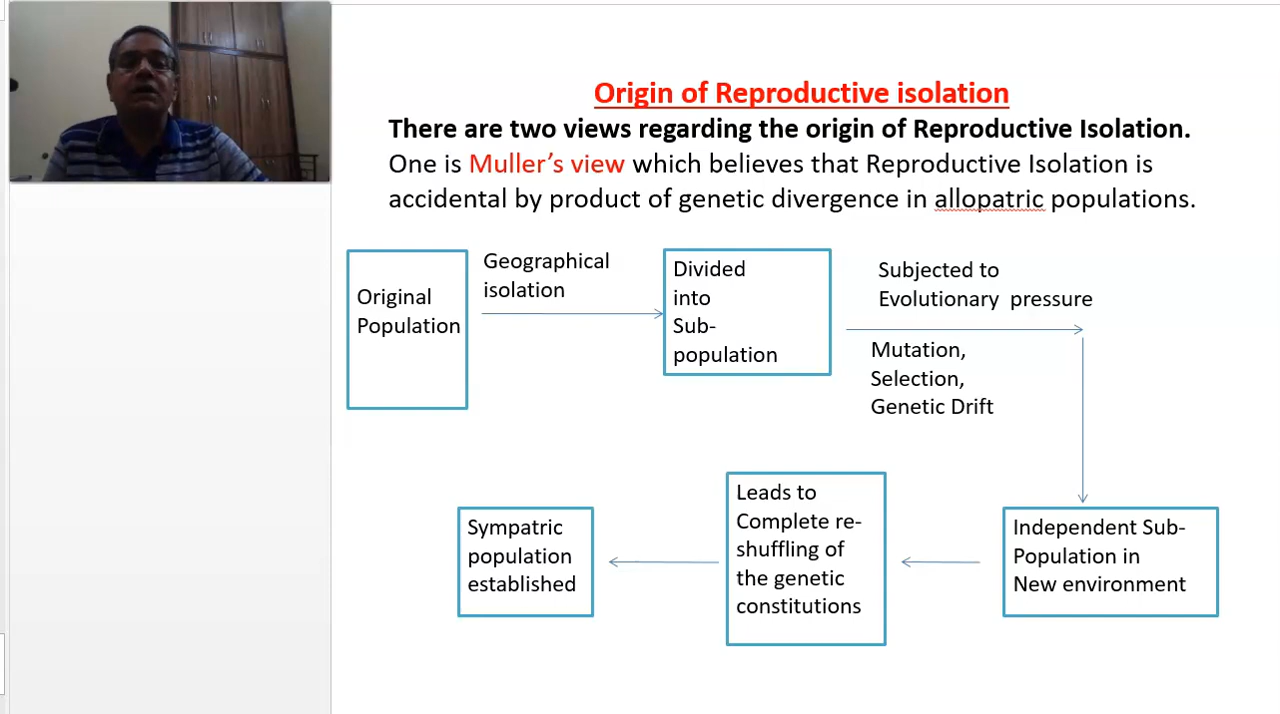 Origin of Reproductive isolation
There are two views regarding the origin of Reproductive Isolation.
One is Muller’s view which believes that Reproductive Isolation is
accidental by product of genetic divergence in allopatric populations.
Original
Population
Geographical
isolation
Divided
into
Sub-
population
Subjected to
Evolutionary pressure
Mutation,
Selection,
Genetic Drift
Independent Sub-
Population in
New environment
Leads to
Complete re-
shuffling of
the genetic
constitutions
Sympatric
population
established